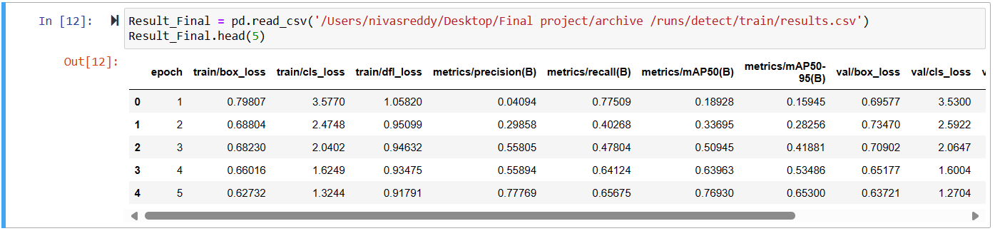 In [12]: Result_Final = pd.read_csv('/Users/nivasreddy/Desktop/Final project/archive /runs/detect/train/results.csv')
Result_Final.head(5)
Out[12]:
epoch train/box_loss train/cls_loss train/dfl_loss metrics/precision(B) metrics/recall(B) metrics/mAP50(B) metrics/mAP50-
95(B) val/box_loss val/cls_loss v
0 1 0.79807 3.5770 1.05820 0.04094 0.77509 0.18928 0.15945 0.69577 3.5300
1 2 0.68804 2.4748 0.95099 0.29858 0.40268 0.33695 0.28256 0.73470 2.5922
2 3 0.68230 2.0402 0.94632 0.55805 0.47804 0.50945 0.41881 0.70902 2.0647
3 4 0.66016 1.6249 0.93475 0.55894 0.64124 0.63963 0.53486 0.65177 1.6004
4 5 0.62732 1.3244 0.91791 0.77769 0.65675 0.76930 0.65300 0.63721 1.2704